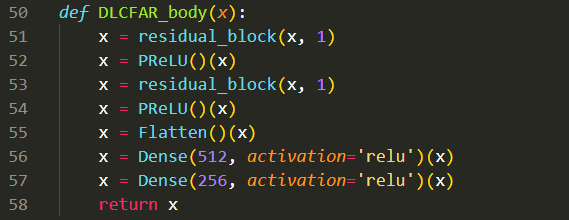 50 def DLCFAR_body(x):
51     x = residual_block(x, 1)
52     x = PReLU()(x)
53     x = residual_block(x, 1)
54     x = PReLU()(x)
55     x = Flatten()(x)
56     x = Dense(512, activation='relu')(x)
57     x = Dense(256, activation='relu')(x)
58     return x